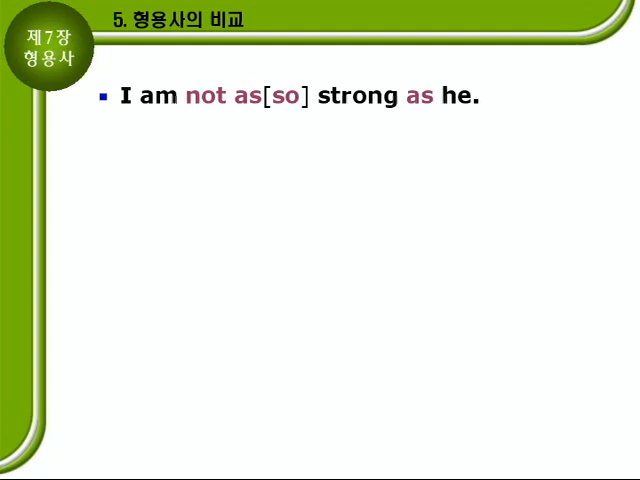 5. 형용사의 비교
제7장
형용사
I am not as[so] strong as he.